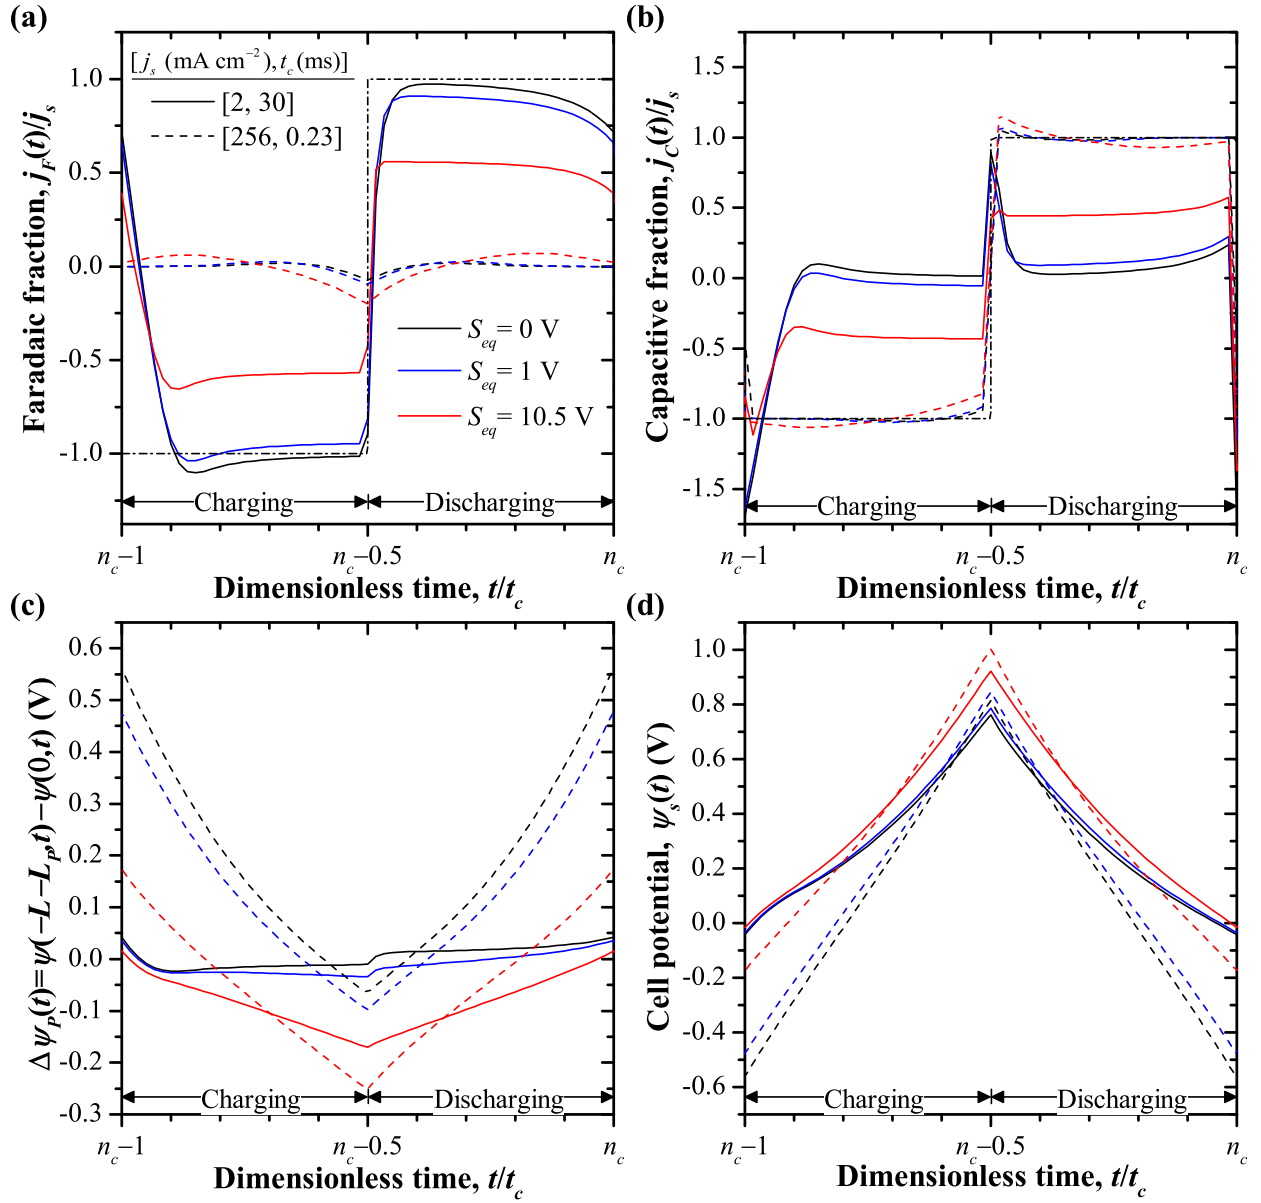 (a)
Faradaic fraction, j_F(t)/j_s
1.0
0.5
0.0
-0.5
-1.0
[j_s (mA cm⁻²), t_c (ms)]
[2, 30]
[256, 0.23]
S_eq = 0 V
S_eq = 1 V
S_eq = 10.5 V
Charging
Discharging
n_c–1
n_c–0.5
n_c
Dimensionless time, t/t_c
(b)
Capacitive fraction, j_C(t)/j_s
1.5
1.0
0.5
0.0
-0.5
-1.0
-1.5
Charging
Discharging
n_c–1
n_c–0.5
n_c
Dimensionless time, t/t_c
(c)
Δψ_P(t)=ψ(–L–L_P,t)–ψ(0,t) (V)
0.6
0.5
0.4
0.3
0.2
0.1
0.0
-0.1
-0.2
-0.3
Charging
Discharging
n_c–1
n_c–0.5
n_c
Dimensionless time, t/t_c
(d)
Cell potential, ψ_s(t) (V)
1.0
0.8
0.6
0.4
0.2
0.0
-0.2
-0.4
-0.6
Charging
Discharging
n_c–1
n_c–0.5
n_c
Dimensionless time, t/t_c